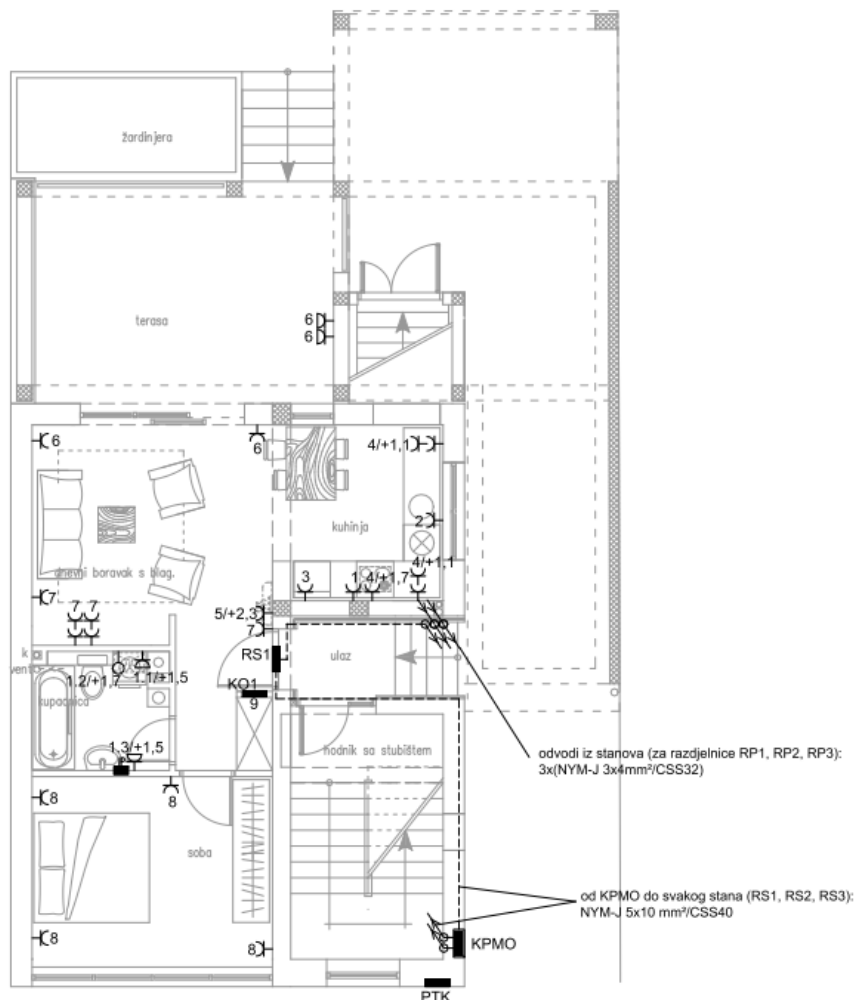 žardinjera
terasa
6
6
6
6
4/+1,1
kuhinja
2
dnevni boravak s blag.
4/+1,1
3
1
4/+1,7
7
7 7
5/+2,3
7
RS1
ulaz
k
vent
1.2/+1,7
1.1/+1,5
KO1
9
kupaonica
1.3/+1,5
hodnik sa stubištem
odvodi iz stanova (za razdjelnice RP1, RP2, RP3):
3x(NYM-J 3x4mm²/CSS32)
8
8
soba
od KPMO do svakog stana (RS1, RS2, RS3):
NYM-J 5x10 mm²/CSS40
8
8
KPMO
PTK